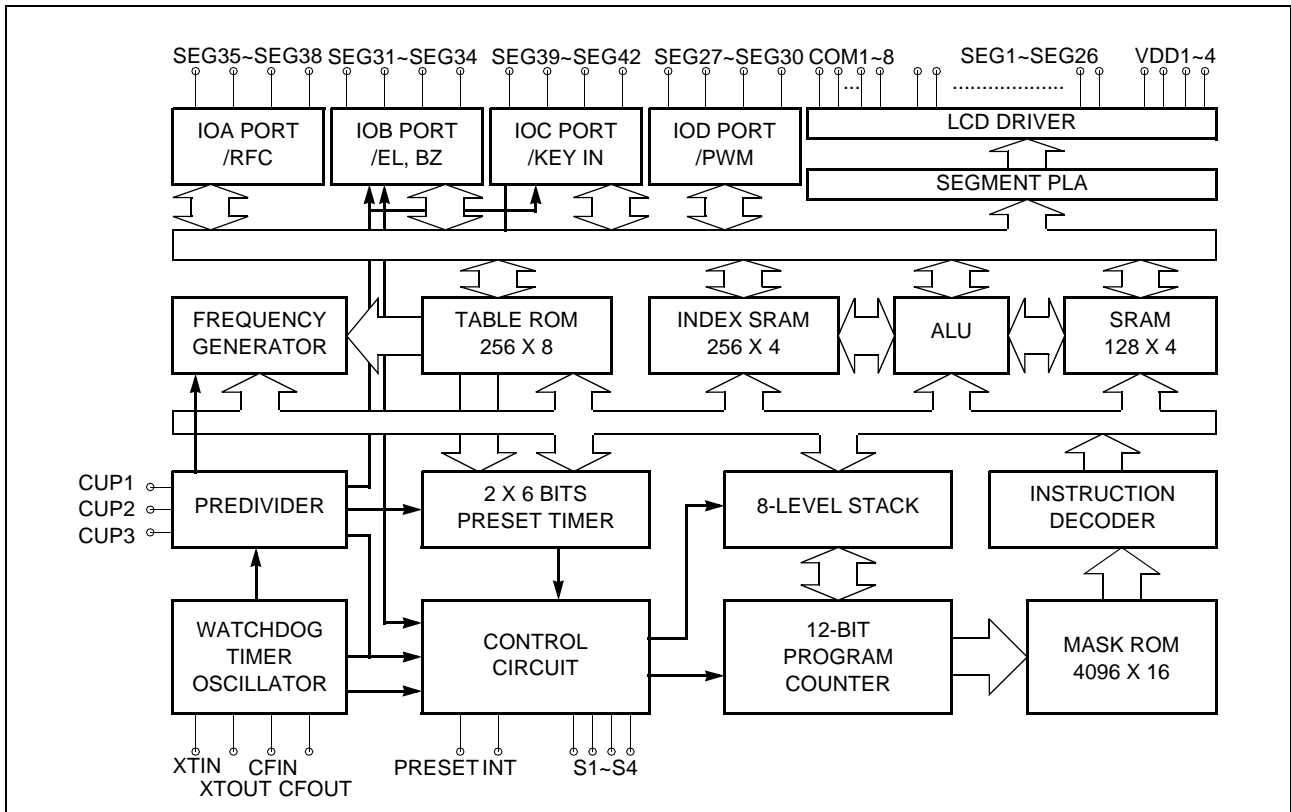 SEG35~SEG38 SEG31~SEG34 SEG39~SEG42 SEG27~SEG30 COM1~8 SEG1~SEG26 VDD1~4
... ...................
IOA PORT
/RFC
IOB PORT
/EL, BZ
IOC PORT
/KEY IN
IOD PORT
/PWM
LCD DRIVER
SEGMENT PLA
FREQUENCY
GENERATOR
TABLE ROM
256 X 8
INDEX SRAM
256 X 4
ALU
SRAM
128 X 4
CUP1
CUP2
CUP3
PREDIVIDER
2 X 6 BITS
PRESET TIMER
8-LEVEL STACK
INSTRUCTION
DECODER
WATCHDOG
TIMER
OSCILLATOR
CONTROL
CIRCUIT
12-BIT
PROGRAM
COUNTER
MASK ROM
4096 X 16
XTIN CFIN PRESET INT S1~S4
XTOUT CFOUT